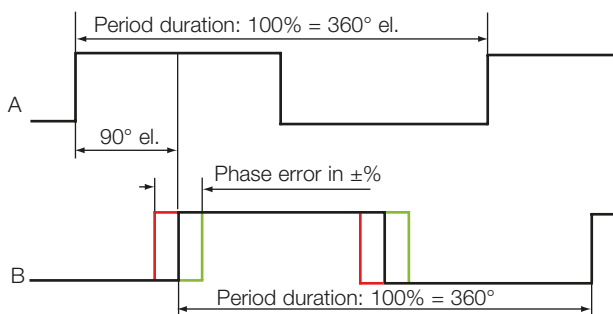 Period duration: 100% = 360° el.
A
90° el.
Phase error in ±%
B
Period duration: 100% = 360°